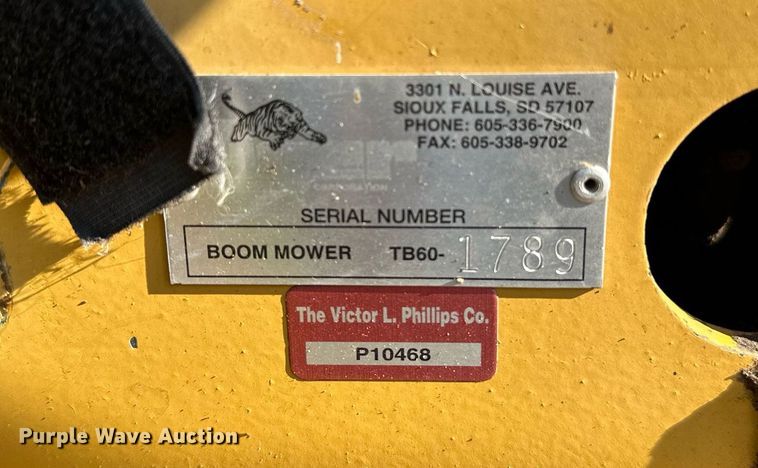 3301 N. LOUISE AVE.
SIOUX FALLS, SD 57107
PHONE: 605-336-7900
FAX: 605-338-9702
CORPORATION
SERIAL NUMBER
BOOM MOWER TB60-1789
The Victor L. Phillips Co.
P10468
Purple Wave Auction